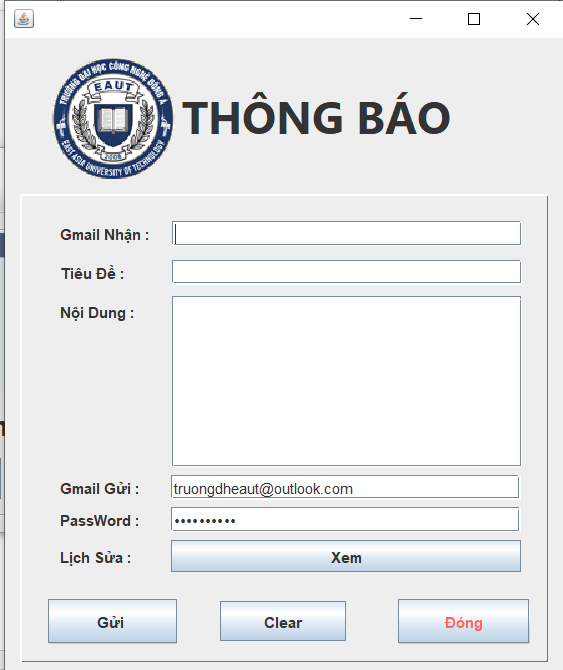 TRƯỜNG ĐẠI HỌC CÔNG NGHỆ ĐÔNG Á
EAUT
2008
EAST ASIA UNIVERSITY OF TECHNOLOGY
THÔNG BÁO
Gmail Nhận :
Tiêu Đề :
Nội Dung :
Gmail Gửi : truongdheaut@outlook.com
PassWord : ••••••••••
Lịch Sửa : Xem
Gửi Clear Đóng